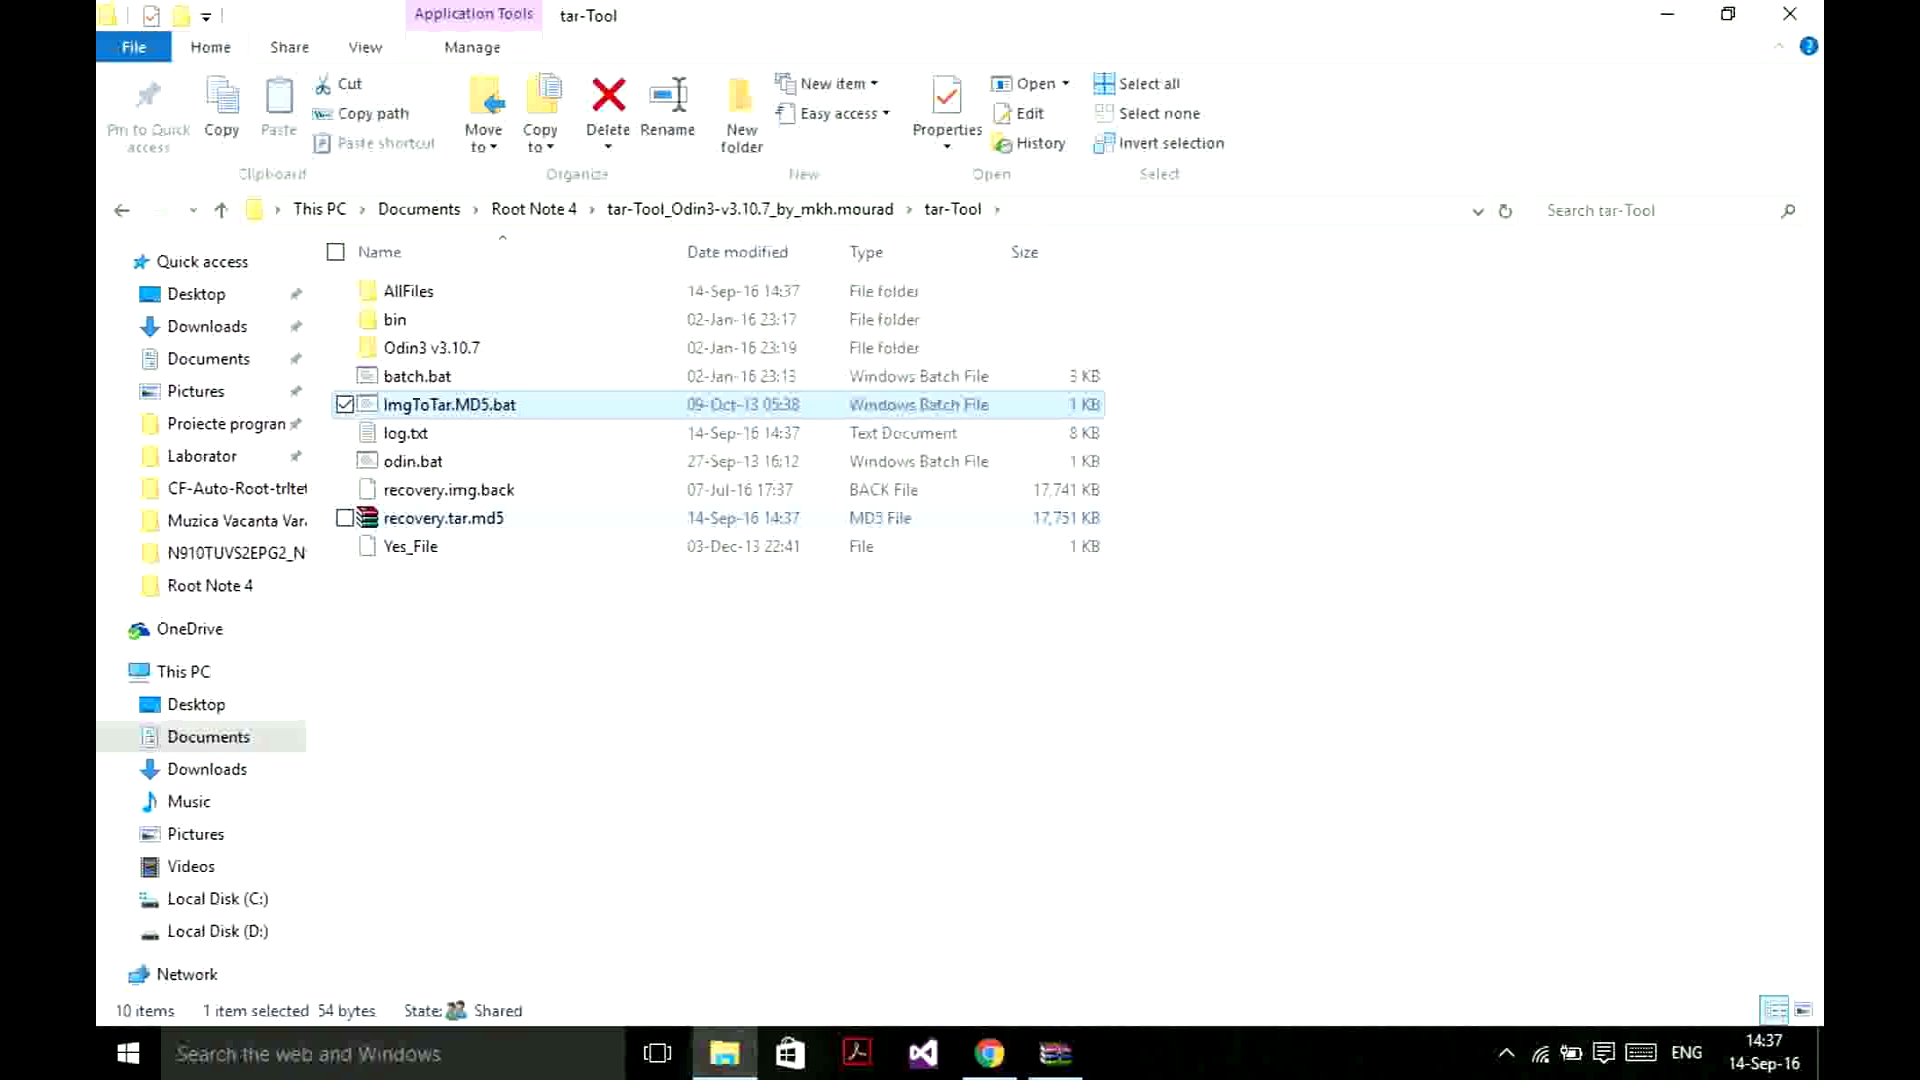 Application Tools
tar-Tool
File
Home
Share
View
Manage
Pin to Quick access
Copy
Paste
Cut
Copy path
Paste shortcut
Clipboard
Move to
Copy to
Delete
Rename
Organize
New folder
New item
Easy access
New
Properties
Open
Edit
History
Open
Select all
Select none
Invert selection
Select
This PC > Documents > Root Note 4 > tar-Tool_Odin3-v3.10.7_by_mkh.mourad > tar-Tool >
Search tar-Tool
Name Date modified Type Size
AllFiles 14-Sep-16 14:37 File folder
bin 02-Jan-16 23:17 File folder
Odin3 v3.10.7 02-Jan-16 23:19 File folder
batch.bat 02-Jan-16 23:13 Windows Batch File 3 KB
ImgToTar.MD5.bat 09-Oct-13 05:38 Windows Batch File 1 KB
log.txt 14-Sep-16 14:37 Text Document 8 KB
odin.bat 27-Sep-13 16:12 Windows Batch File 1 KB
recovery.img.back 07-Jul-16 17:37 BACK File 17,741 KB
recovery.tar.md5 14-Sep-16 14:37 MD5 File 17,751 KB
Yes_File 03-Dec-13 22:41 File 1 KB
Quick access
Desktop
Downloads
Documents
Pictures
Proiecte progran
Laborator
CF-Auto-Root-trltet
Muzica Vacanta Var
N910TUVS2EPG2_N
Root Note 4
OneDrive
This PC
Desktop
Documents
Downloads
Music
Pictures
Videos
Local Disk (C:)
Local Disk (D:)
Network
10 items 1 item selected 54 bytes State: Shared
Search the web and Windows
ENG
14:37
14-Sep-16